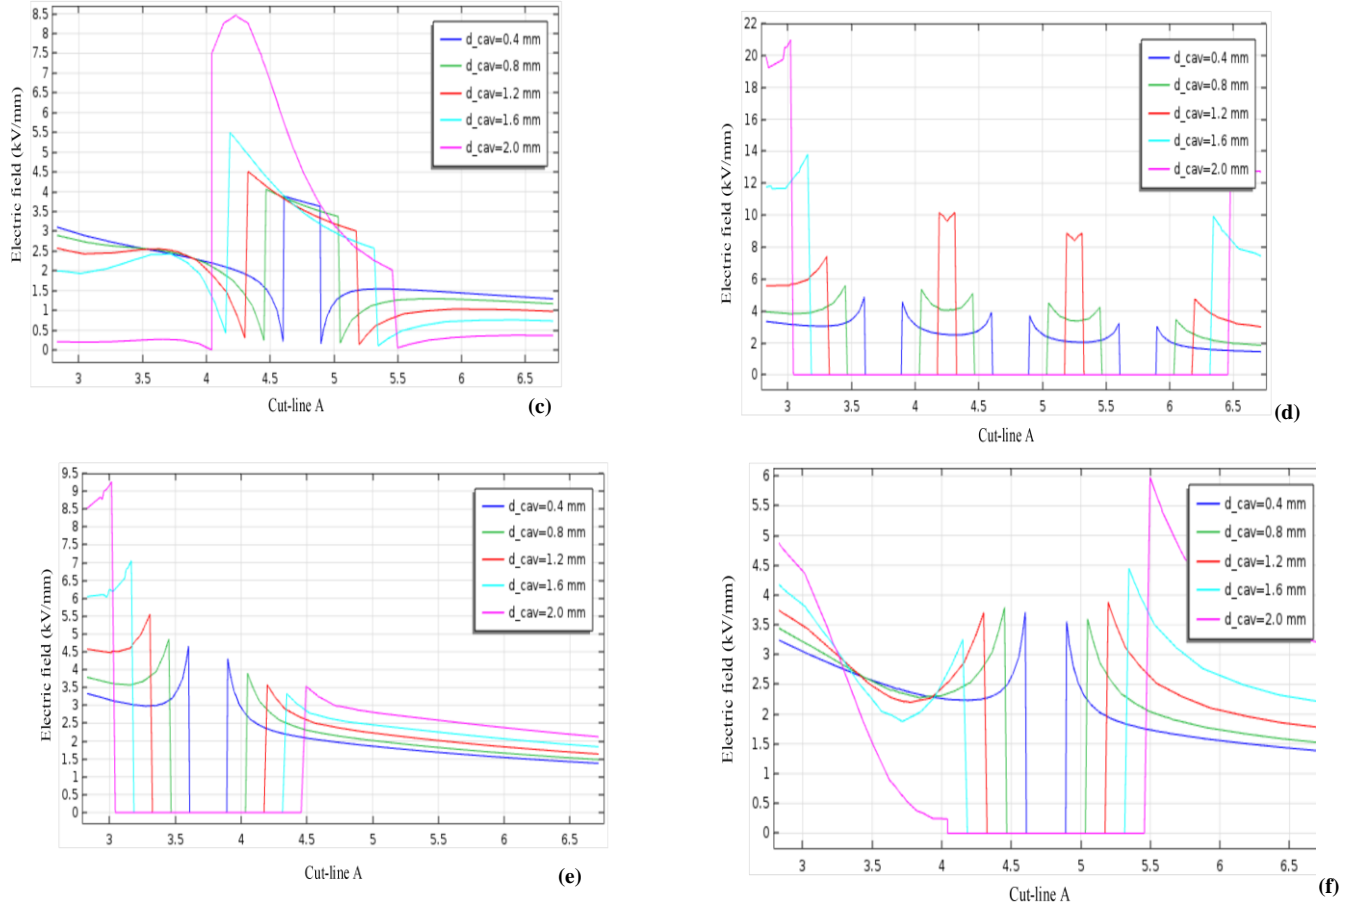 8.5
8
7.5
7
6.5
6
5.5
5
4.5
4
3.5
3
2.5
2
1.5
1
0.5
0
Electric field (kV/mm)
d_cav=0.4 mm
d_cav=0.8 mm
d_cav=1.2 mm
d_cav=1.6 mm
d_cav=2.0 mm
3 3.5 4 4.5 5 5.5 6 6.5
Cut-line A
(c)
22
20
18
16
14
12
10
8
6
4
2
0
Electric field (kV/mm)
d_cav=0.4 mm
d_cav=0.8 mm
d_cav=1.2 mm
d_cav=1.6 mm
d_cav=2.0 mm
3 3.5 4 4.5 5 5.5 6 6.5
Cut-line A
(d)
9.5
9
8.5
8
7.5
7
6.5
6
5.5
5
4.5
4
3.5
3
2.5
2
1.5
1
0.5
0
Electric field (kV/mm)
d_cav=0.4 mm
d_cav=0.8 mm
d_cav=1.2 mm
d_cav=1.6 mm
d_cav=2.0 mm
3 3.5 4 4.5 5 5.5 6 6.5
Cut-line A
(e)
6
5.5
5
4.5
4
3.5
3
2.5
2
1.5
1
0.5
0
Electric field (kV/mm)
d_cav=0.4 mm
d_cav=0.8 mm
d_cav=1.2 mm
d_cav=1.6 mm
d_cav=2.0 mm
3 3.5 4 4.5 5 5.5 6 6.5
Cut-line A
(f)